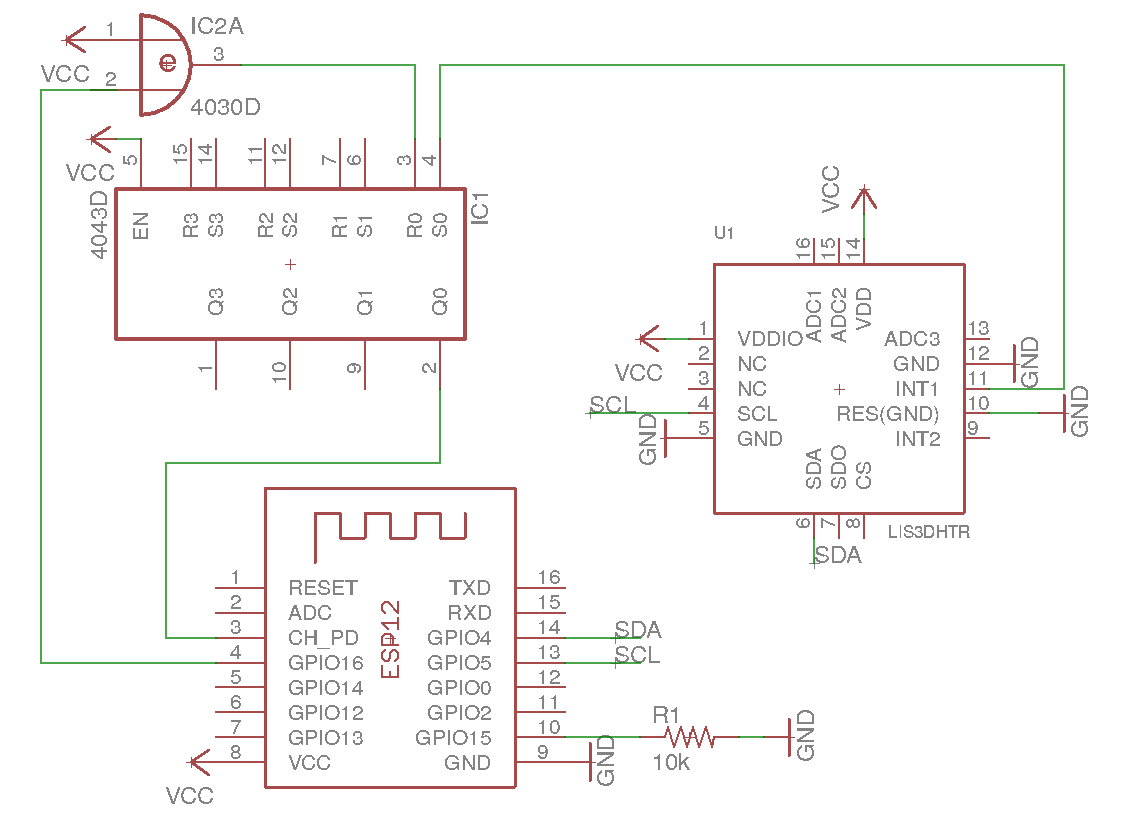 1
IC2A
3
VCC
2
4030D
VCC
5
15
14
11
12
7
6
3
4
4043D
EN
R3
S3
R2
S2
R1
S1
R0
S0
IC1
Q3
Q2
Q1
Q0
1
10
9
2
VCC
U1
16
15
14
ADC1
ADC2
VDD
1
VDDIO
ADC3
13
2
NC
GND
12
GND
VCC
3
NC
INT1
11
SCL
4
SCL
RES(GND)
10
GND
GND
5
GND
INT2
9
SDA
SDO
CS
6
7
8
LIS3DHTR
SDA
1
RESET
TXD
16
2
ADC
RXD
15
3
CH_PD
GPIO4
14
SDA
4
GPIO16
GPIO5
13
SCL
5
GPIO14
GPIO0
12
6
GPIO12
GPIO2
11
7
GPIO13
GPIO15
10
8
VCC
GND
9
GND
ESP12
R1
10k
GND
VCC